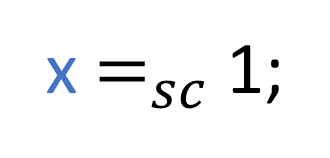 x =sc 1;